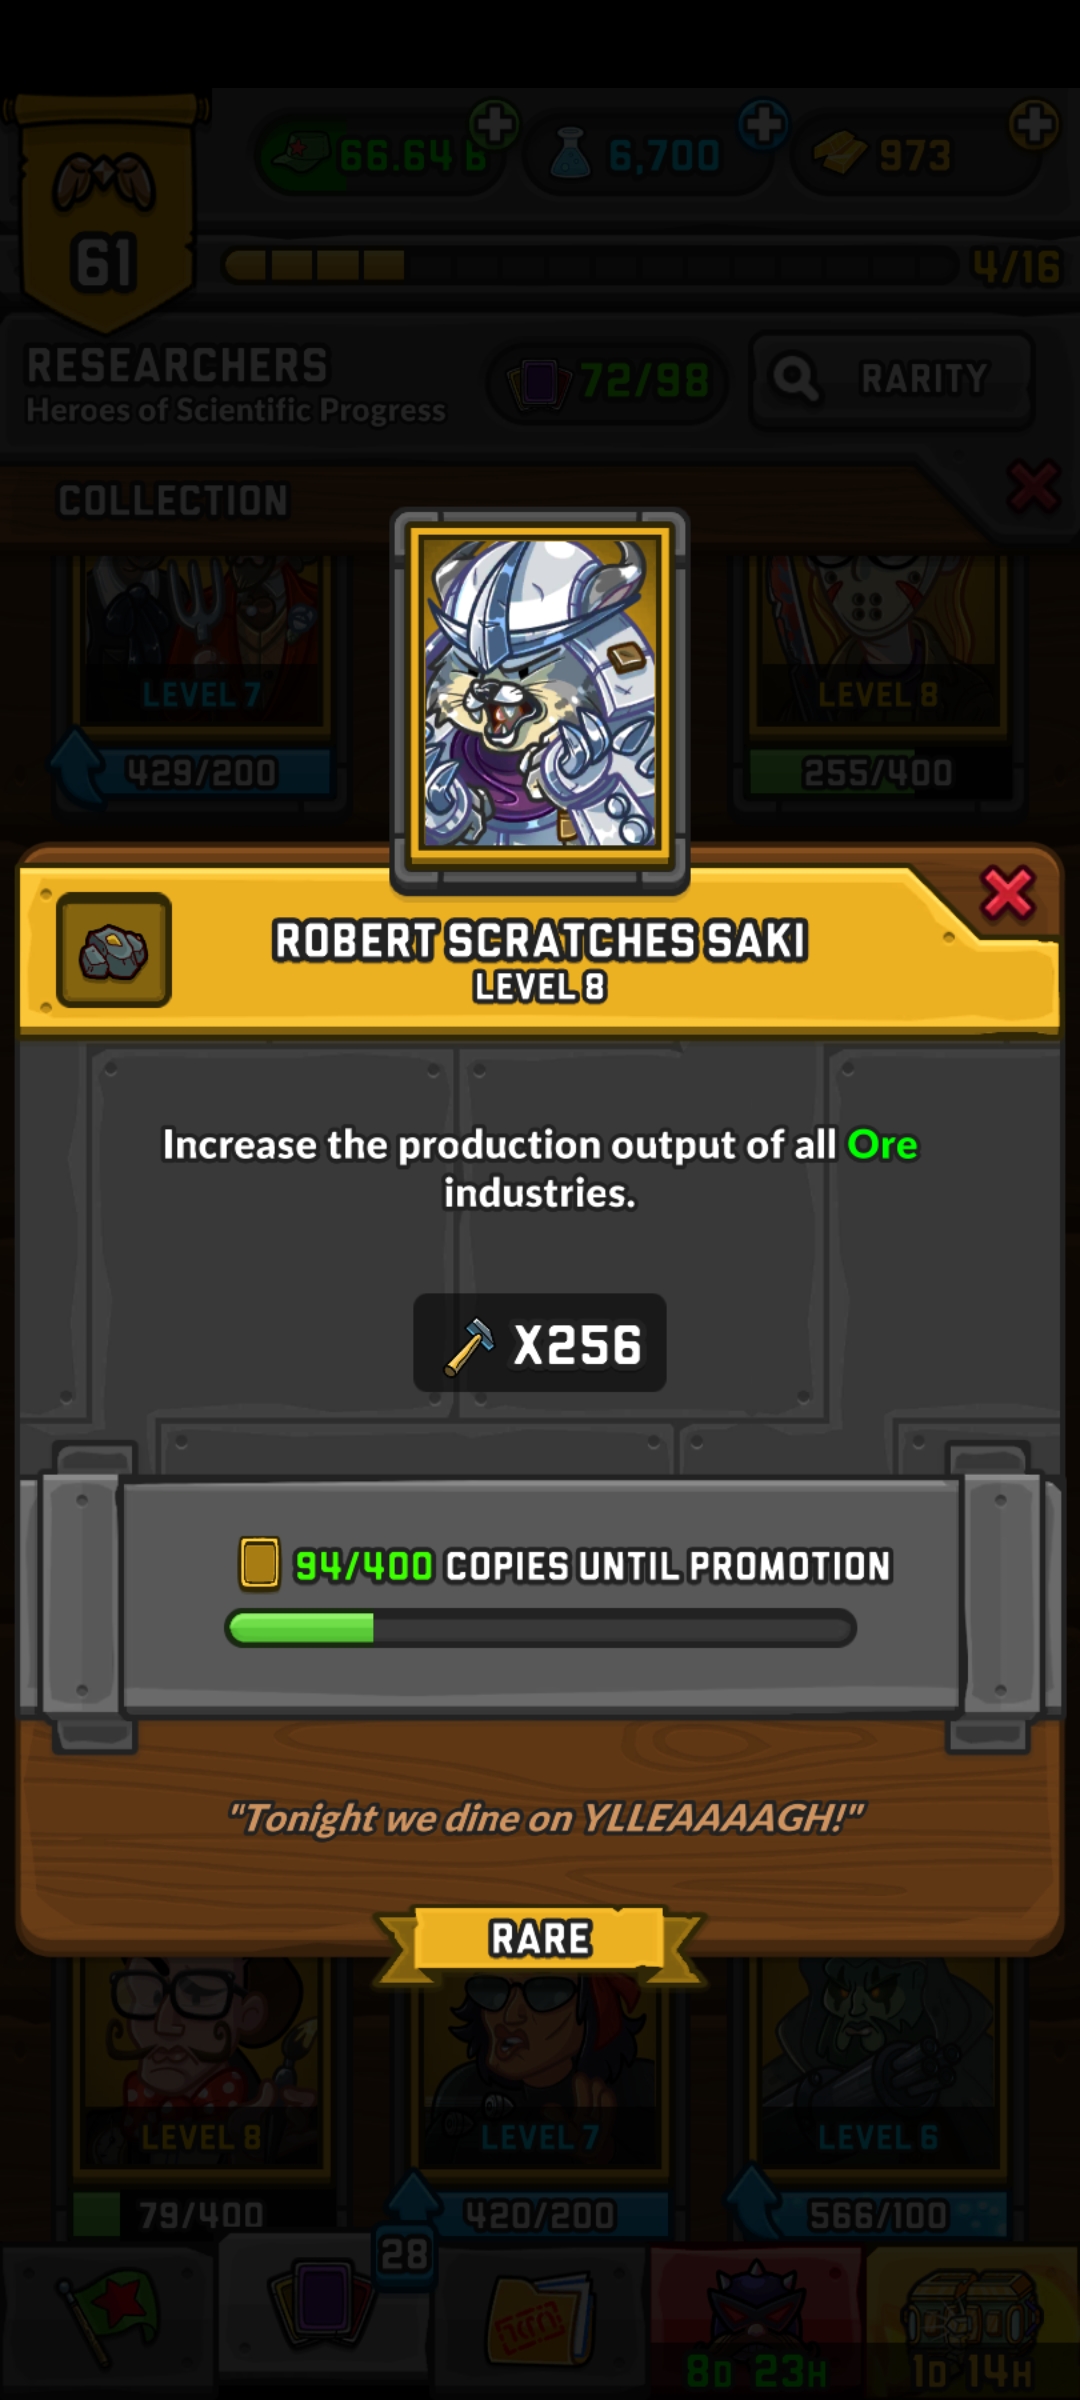 66.64 B
6,700
973
61
4/16
RESEARCHERS
Heroes of Scientific Progress
72/98
RARITY
COLLECTION
LEVEL 7
LEVEL 8
429/200
255/400
ROBERT SCRATCHES SAKI
LEVEL 8
Increase the production output of all Ore
industries.
X256
94/400 COPIES UNTIL PROMOTION
"Tonight we dine on YLLEAAAAGH!"
RARE
LEVEL 8
LEVEL 7
LEVEL 6
79/400
420/200
566/100
28
8D 23H
1D 14H